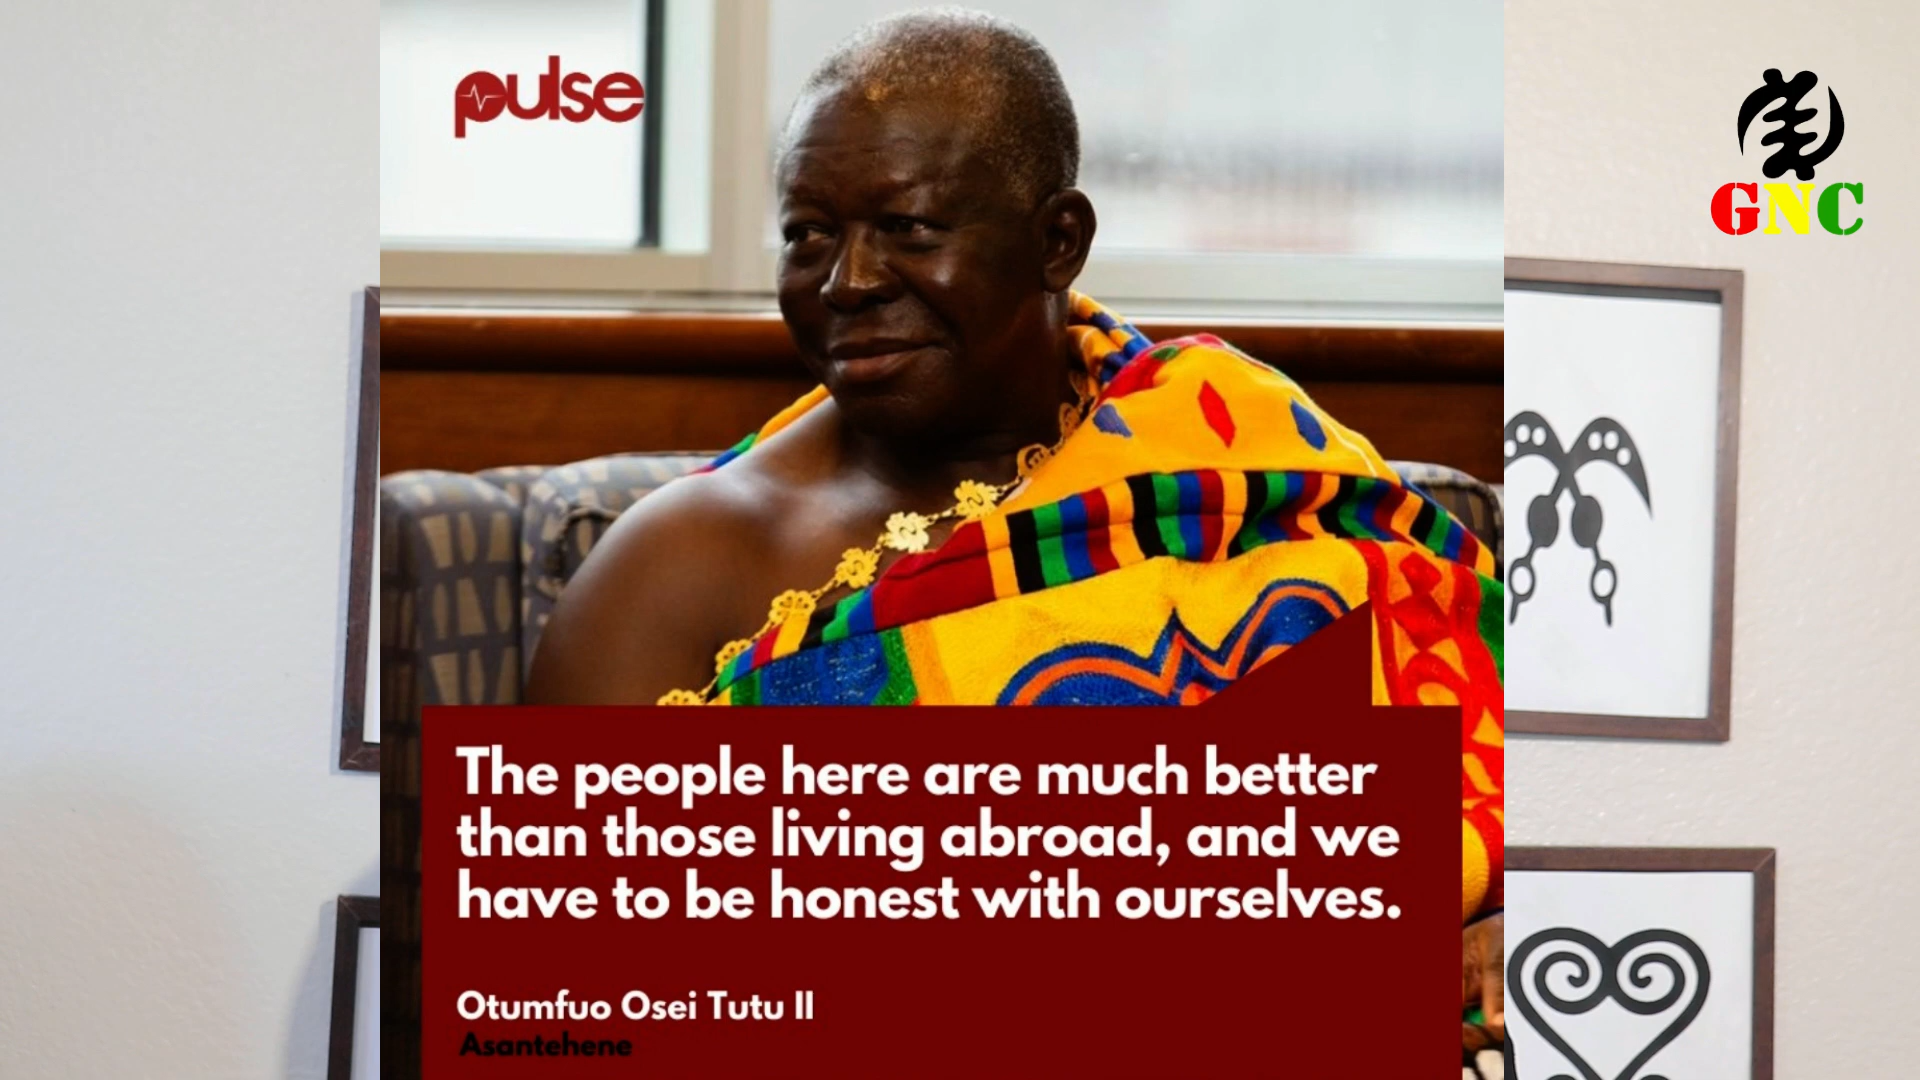 pulse
GNC
The people here are much better
than those living abroad, and we
have to be honest with ourselves.
Otumfuo Osei Tutu II
Asantehene